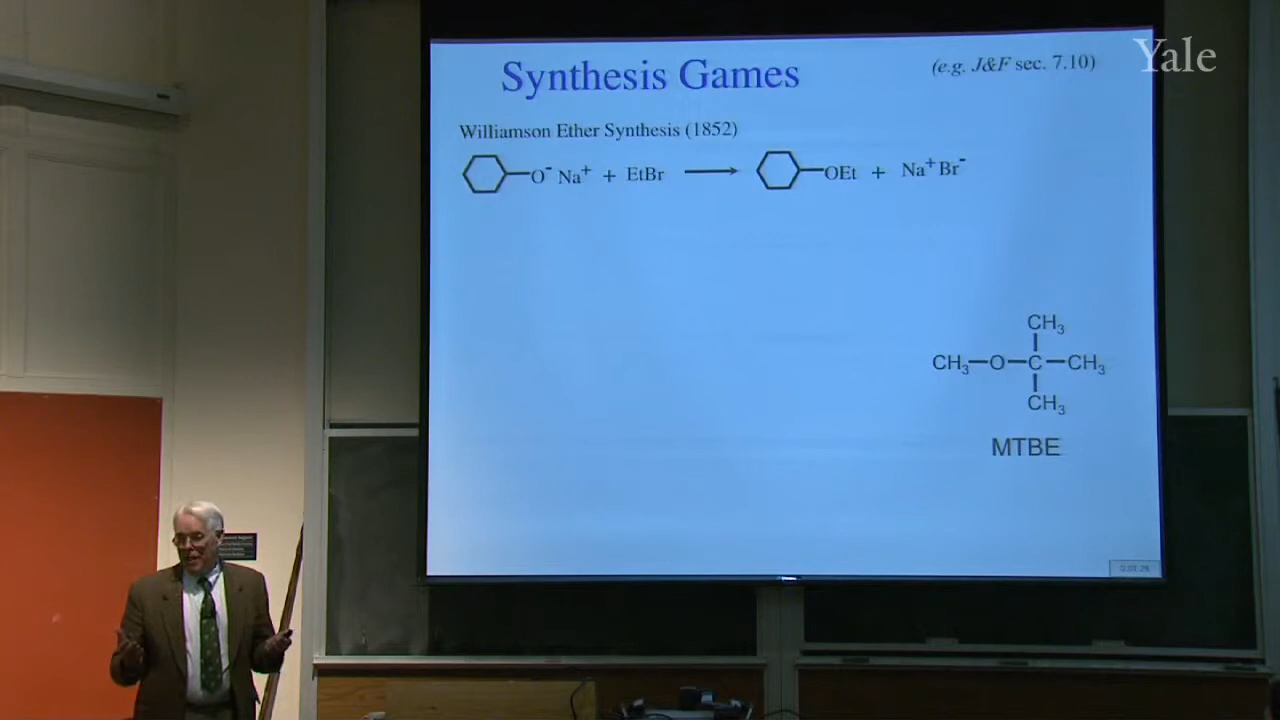 Synthesis Games
(e.g. J&F sec. 7.10)
Yale
Williamson Ether Synthesis (1852)
O⁻ Na⁺ + EtBr → OEt + Na⁺ Br⁻
CH₃
CH₃—O—C—CH₃
CH₃
MTBE